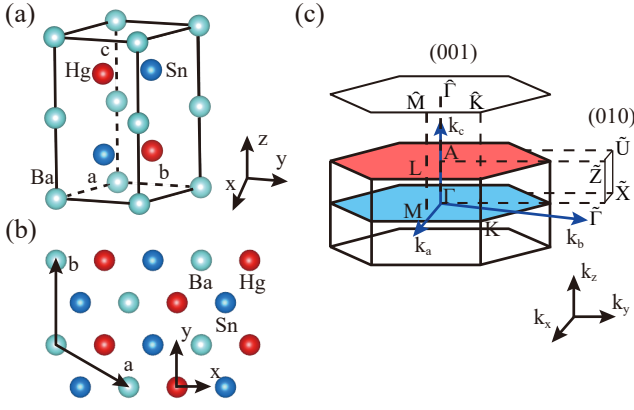 (a)
c
Hg
Sn
Ba
a
b
z
y
x
(b)
b
Ba
Hg
Sn
y
a
x
(c)
(001)
Γ̂
M̂
K̂
k_c
(010)
A
L
Ũ
Z̃
Γ
X̃
M
Γ̃
K
k_a
k_b
k_z
k_x
k_y